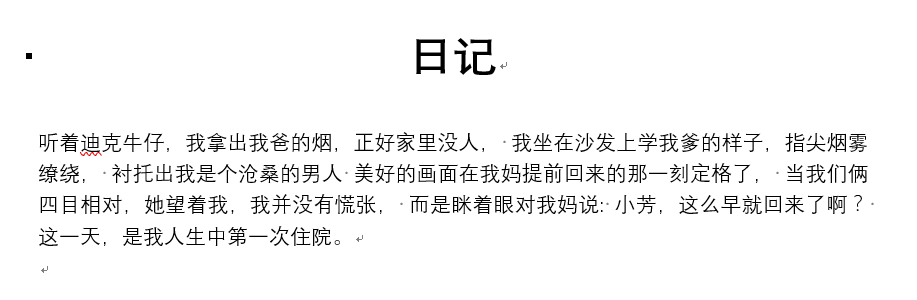 日记
听着迪克牛仔，我拿出我爸的烟，正好家里没人， 我坐在沙发上学我爹的样子，指尖烟雾
缭绕， 衬托出我是个沧桑的男人 美好的画面在我妈提前回来的那一刻定格了， 当我们俩
四目相对，她望着我，我并没有慌张， 而是眯着眼对我妈说: 小芳，这么早就回来了啊？
这一天，是我人生中第一次住院。